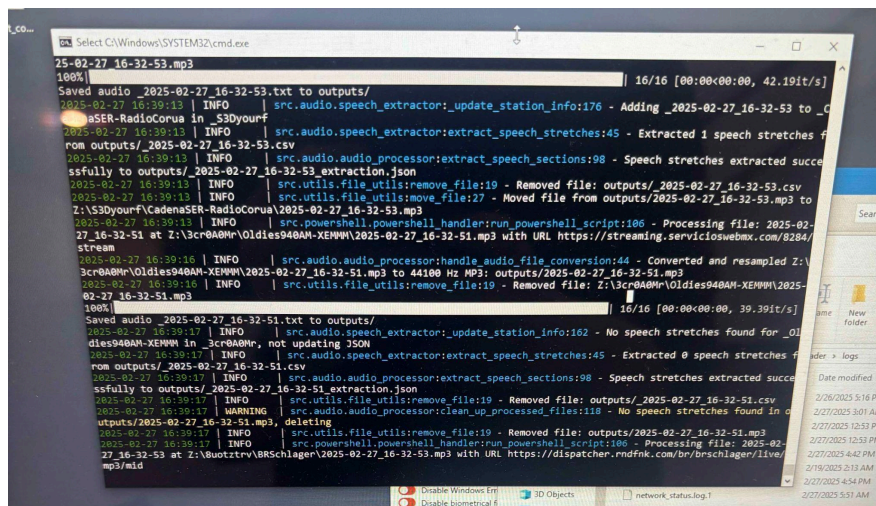 t_co...
Select C:\Windows\SYSTEM32\cmd.exe
25-02-27_16-32-53.mp3
100%| | 16/16 [00:00<00:00, 42.19it/s]
Saved audio _2025-02-27_16-32-53.txt to outputs/
2025-02-27 16:39:13 | INFO | src.audio.speech_extractor:_update_station_info:176 - Adding _2025-02-27_16-32-53 to _C
aSER-RadioCorua in _S3Dyourf
2025-02-27 16:39:13 | INFO | src.audio.speech_extractor:extract_speech_stretches:45 - Extracted 1 speech stretches f
rom outputs/_2025-02-27_16-32-53.csv
2025-02-27 16:39:13 | INFO | src.audio.audio_processor:extract_speech_sections:98 - Speech stretches extracted succe
ssfully to outputs/_2025-02-27_16-32-53_extraction.json
2025-02-27 16:39:13 | INFO | src.utils.file_utils:remove_file:19 - Removed file: outputs/_2025-02-27_16-32-53.csv
2025-02-27 16:39:13 | INFO | src.utils.file_utils:move_file:27 - Moved file from outputs/2025-02-27_16-32-53.mp3 to
Z:\S3Dyourf\CadenaSER-RadioCorua\2025-02-27_16-32-53.mp3
2025-02-27 16:39:13 | INFO | src.powershell.powershell_handler:run_powershell_script:106 - Processing file: 2025-02-
27_16-32-51 at Z:\3cr0A0Mr\Oldies940AM-XEMMM\2025-02-27_16-32-51.mp3 with URL https://streaming.servicioswebmx.com/8284/
stream
2025-02-27 16:39:16 | INFO | src.audio.audio_processor:handle_audio_file_conversion:44 - Converted and resampled Z:\
3cr0A0Mr\Oldies940AM-XEMMM\2025-02-27_16-32-51.mp3 to 44100 Hz MP3: outputs/2025-02-27_16-32-51.mp3
2025-02-27 16:39:16 | INFO | src.utils.file_utils:remove_file:19 - Removed file: Z:\3cr0A0Mr\Oldies940AM-XEMMM\2025-
02-27_16-32-51.mp3
100%| | 16/16 [00:00<00:00, 39.39it/s]
Saved audio _2025-02-27_16-32-51.txt to outputs/
2025-02-27 16:39:17 | INFO | src.audio.speech_extractor:_update_station_info:162 - No speech stretches found for _Ol
dies940AM-XEMMM in _3cr0A0Mr, not updating JSON
2025-02-27 16:39:17 | INFO | src.audio.speech_extractor:extract_speech_stretches:45 - Extracted 0 speech stretches f
rom outputs/_2025-02-27_16-32-51.csv
2025-02-27 16:39:17 | INFO | src.audio.audio_processor:extract_speech_sections:98 - Speech stretches extracted succe
ssfully to outputs/_2025-02-27_16-32-51_extraction.json
2025-02-27 16:39:17 | INFO | src.utils.file_utils:remove_file:19 - Removed file: outputs/_2025-02-27_16-32-51.csv
2025-02-27 16:39:17 | WARNING | src.audio.audio_processor:clean_up_processed_files:118 - No speech stretches found in o
utputs/2025-02-27_16-32-51.mp3, deleting
2025-02-27 16:39:17 | INFO | src.utils.file_utils:remove_file:19 - Removed file: outputs/2025-02-27_16-32-51.mp3
2025-02-27 16:39:17 | INFO | src.powershell.powershell_handler:run_powershell_script:106 - Processing file: 2025-02-
27_16-32-53 at Z:\Buotztrv\BRSchlager\2025-02-27_16-32-53.mp3 with URL https://dispatcher.rndfnk.com/br/brschlager/live/
mp3/mid
Sear
ame
New
folder
ader > logs
Date modified
2/26/2025 5:16 P
2/27/2025 3:01 A
2/27/2025 12:53 P
2/27/2025 12:53 PM
2/27/2025 4:42 PM
2/19/2025 2:13 AM
2/27/2025 4:54 PM
2/27/2025 5:51 AM
Disable Windows Err
Disable biometrical f
3D Objects
network_status.log.1